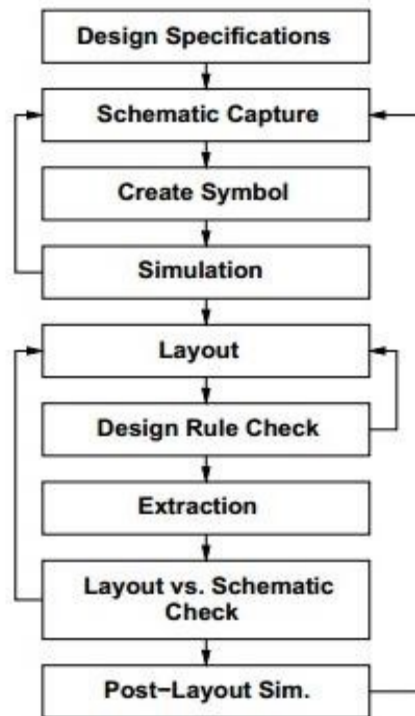 Design Specifications
Schematic Capture
Create Symbol
Simulation
Layout
Design Rule Check
Extraction
Layout vs. Schematic
Check
Post−Layout Sim.